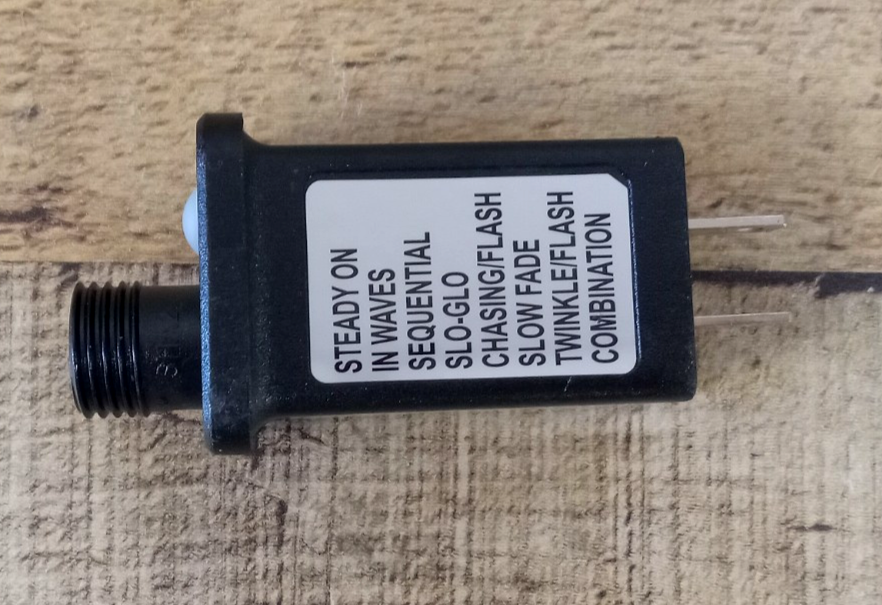 STEADY ON
IN WAVES
SEQUENTIAL
SLO-GLO
CHASING/FLASH
SLOW FADE
TWINKLE/FLASH
COMBINATION